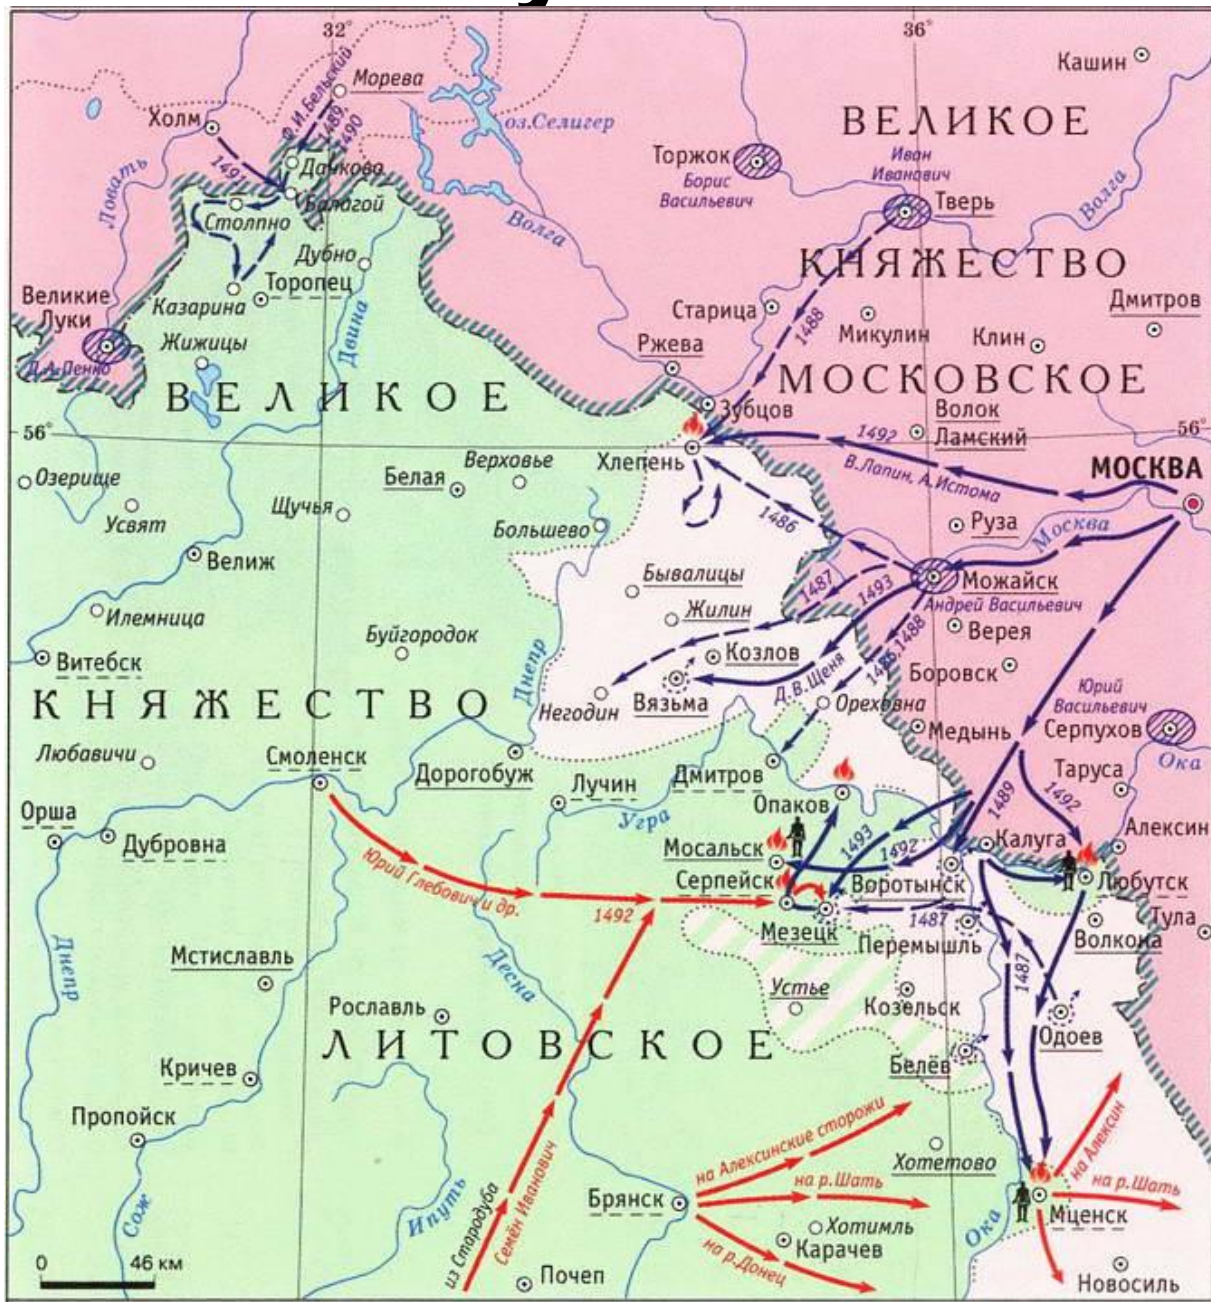 32°
36°
Кашин
Морева
Ф.И.Бельский
1489
1490
Холм
оз.Селигер
ВЕЛИКОЕ
Торжок
Борис
Васильевич
Иван
Иванович
Тверь
Волга
Ловать
1491
Данково
Балагой
Столпно
Волга
Дубно
Торопец
Казарина
КНЯЖЕСТВО
Великие
Луки
Д.А.Пенко
Жижицы
Двина
Старица
1488
Микулин
Клин
Дмитров
Ржева
МОСКОВСКОЕ
ВЕЛИКОЕ
Зубцов
Волок
Ламский
56°
56°
1492
В.Лапин, А.Истома
МОСКВА
Хлепень
Озерище
Усвят
Щучья
Белая
Верховье
Большево
1486
Руза
Москва
Велиж
Бывалицы
1487
1493
Можайск
Андрей Васильевич
Илемница
Жилин
Верея
Буйгородок
Витебск
Козлов
1486,1488
Боровск
Днепр
Д.В.Щеня
Юрий
Васильевич
КНЯЖЕСТВО
Негодин
Вязьма
Ореховна
Медынь
Серпухов
Любавичи
Смоленск
Дорогобуж
Дмитров
Таруса
Ока
Лучин
Опаков
1489
1492
Орша
Дубровна
Угра
1493
Калуга
Алексин
Мосальск
1492
Юрий Глебович и др.
Серпейск
Воротынск
Любутск
1492
Мезецк
1487
Перемышль
Волкона
Тула
Днепр
Мстиславль
Десна
1487
Устье
Козельск
Рославль
Одоев
ЛИТОВСКОЕ
Белёв
Кричев
Пропойск
на Алексинские сторожи
на Алексин
Хотетово
Семён Иванович
из Стародуба
Брянск
на р.Шать
на р.Шать
Мценск
Сож
Ипуть
Хотимль
Карачев
на р.Донец
Ока
0 46 км
Почеп
Новосиль